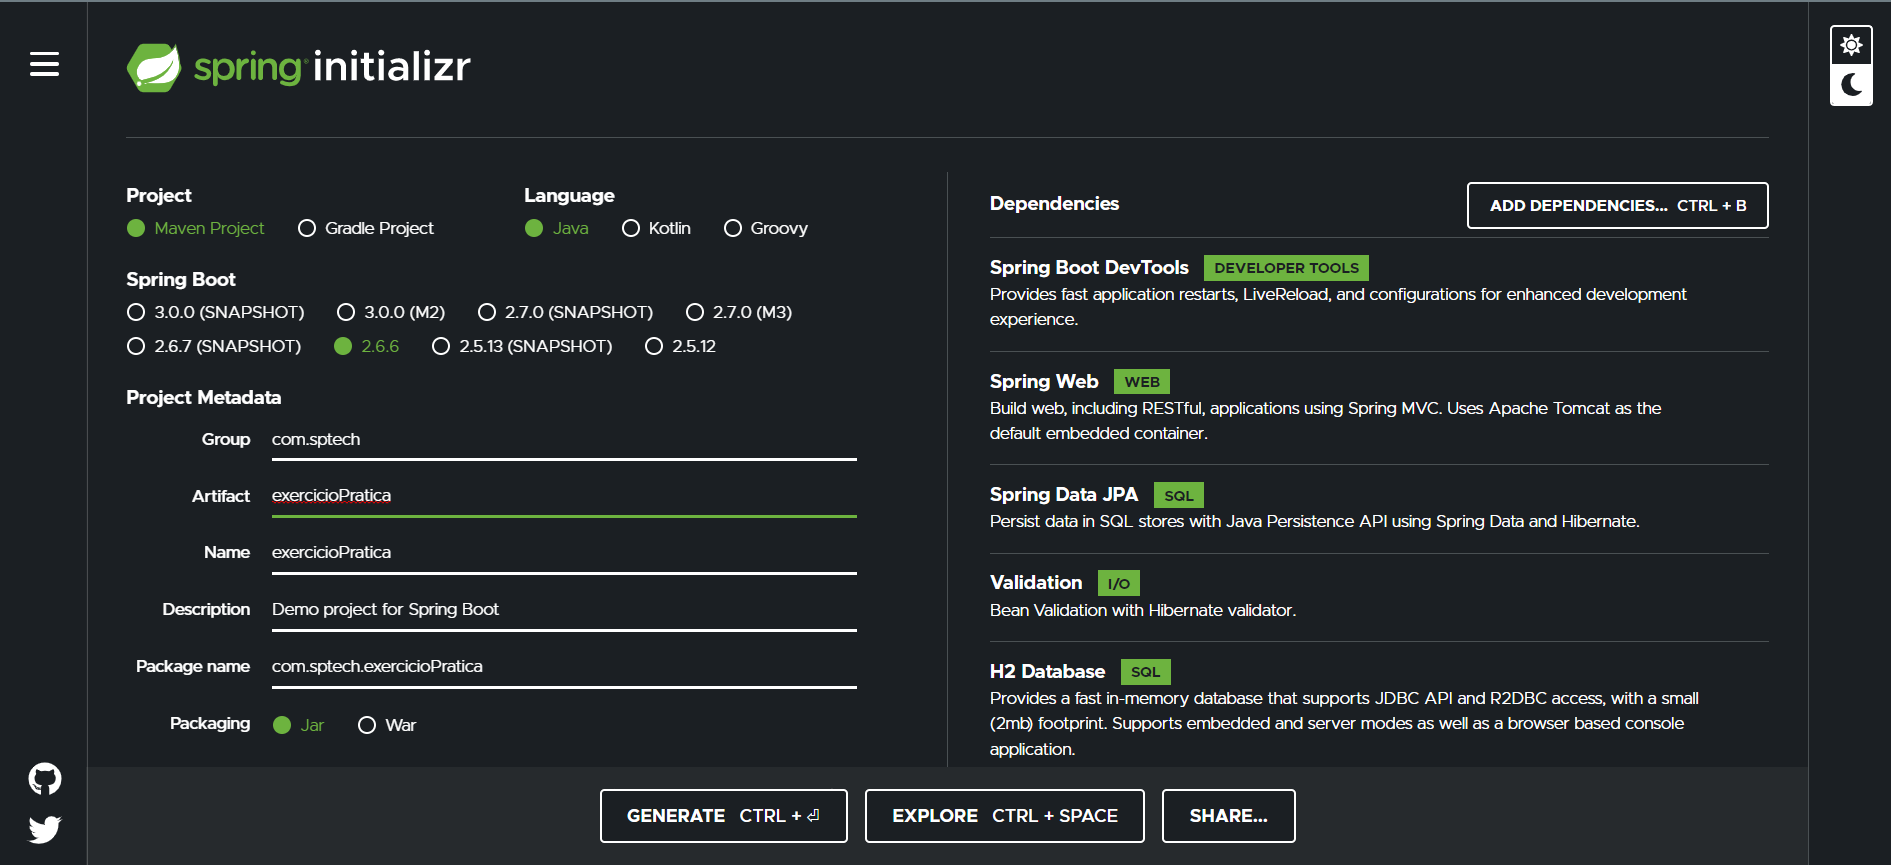 spring initializr
Project
Maven Project Gradle Project
Language
Java Kotlin Groovy
Spring Boot
3.0.0 (SNAPSHOT) 3.0.0 (M2) 2.7.0 (SNAPSHOT) 2.7.0 (M3)
2.6.7 (SNAPSHOT) 2.6.6 2.5.13 (SNAPSHOT) 2.5.12
Project Metadata
Group com.sptech
Artifact exercicioPratica
Name exercicioPratica
Description Demo project for Spring Boot
Package name com.sptech.exercicioPratica
Packaging Jar War
Dependencies
ADD DEPENDENCIES... CTRL + B
Spring Boot DevTools DEVELOPER TOOLS
Provides fast application restarts, LiveReload, and configurations for enhanced development
experience.
Spring Web WEB
Build web, including RESTful, applications using Spring MVC. Uses Apache Tomcat as the
default embedded container.
Spring Data JPA SQL
Persist data in SQL stores with Java Persistence API using Spring Data and Hibernate.
Validation I/O
Bean Validation with Hibernate validator.
H2 Database SQL
Provides a fast in-memory database that supports JDBC API and R2DBC access, with a small
(2mb) footprint. Supports embedded and server modes as well as a browser based console
application.
GENERATE CTRL + ⏎
EXPLORE CTRL + SPACE
SHARE...